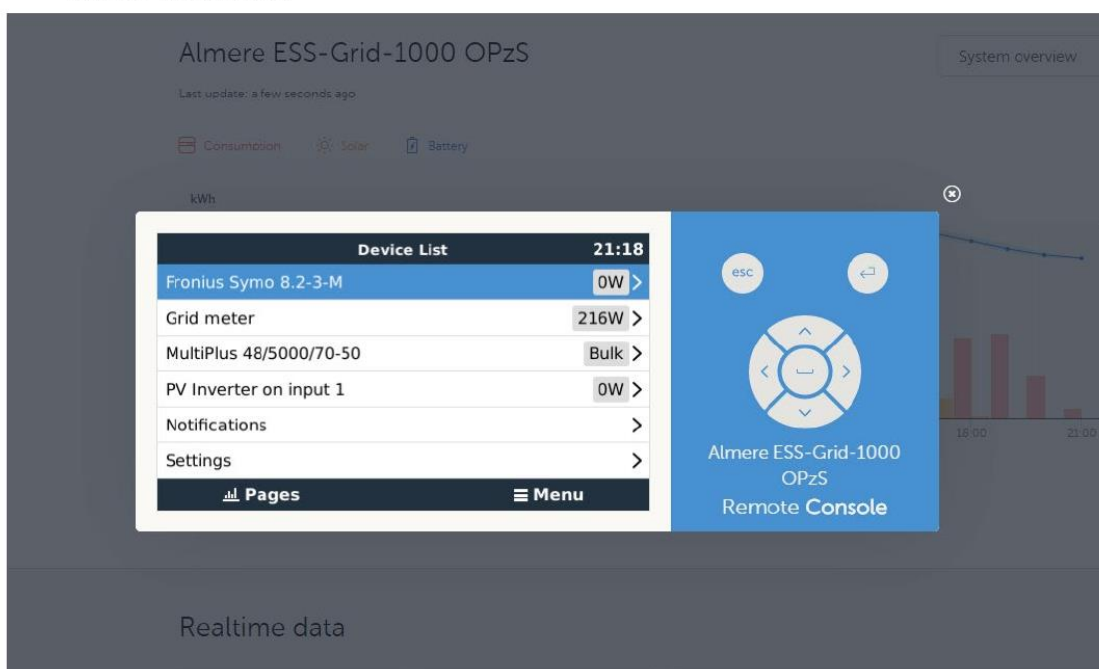 Almere ESS-Grid-1000 OPzS
System overview
Last update: a few seconds ago
Consumption Solar Battery
kWh
Device List 21:18
Fronius Symo 8.2-3-M 0W
Grid meter 216W
MultiPlus 48/5000/70-50 Bulk
PV Inverter on input 1 0W
Notifications
Settings
Pages Menu
esc
Almere ESS-Grid-1000
OPzS
Remote Console
18:00 21:00
Realtime data